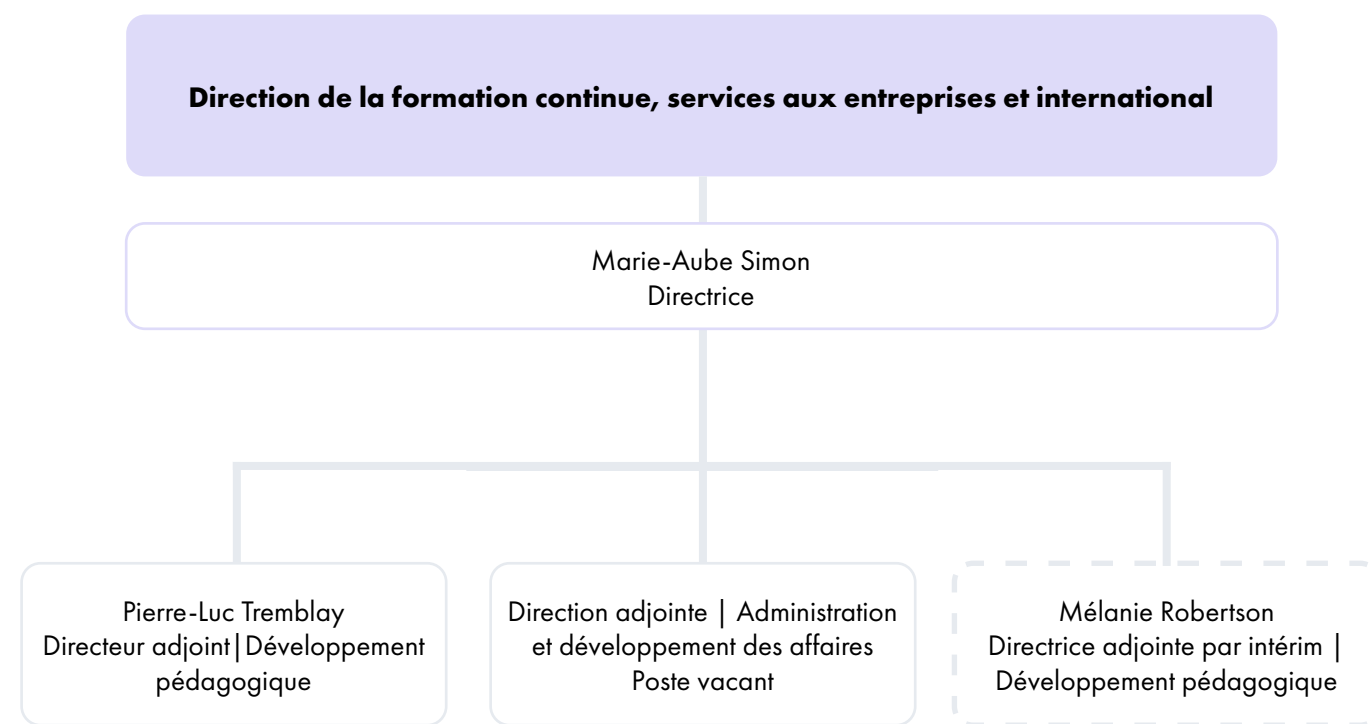 Direction de la formation continue, services aux entreprises et international
Marie-Aube Simon
Directrice
Pierre-Luc Tremblay
Directeur adjoint|Développement
pédagogique
Direction adjointe | Administration
et développement des affaires
Poste vacant
Mélanie Robertson
Directrice adjointe par intérim |
Développement pédagogique